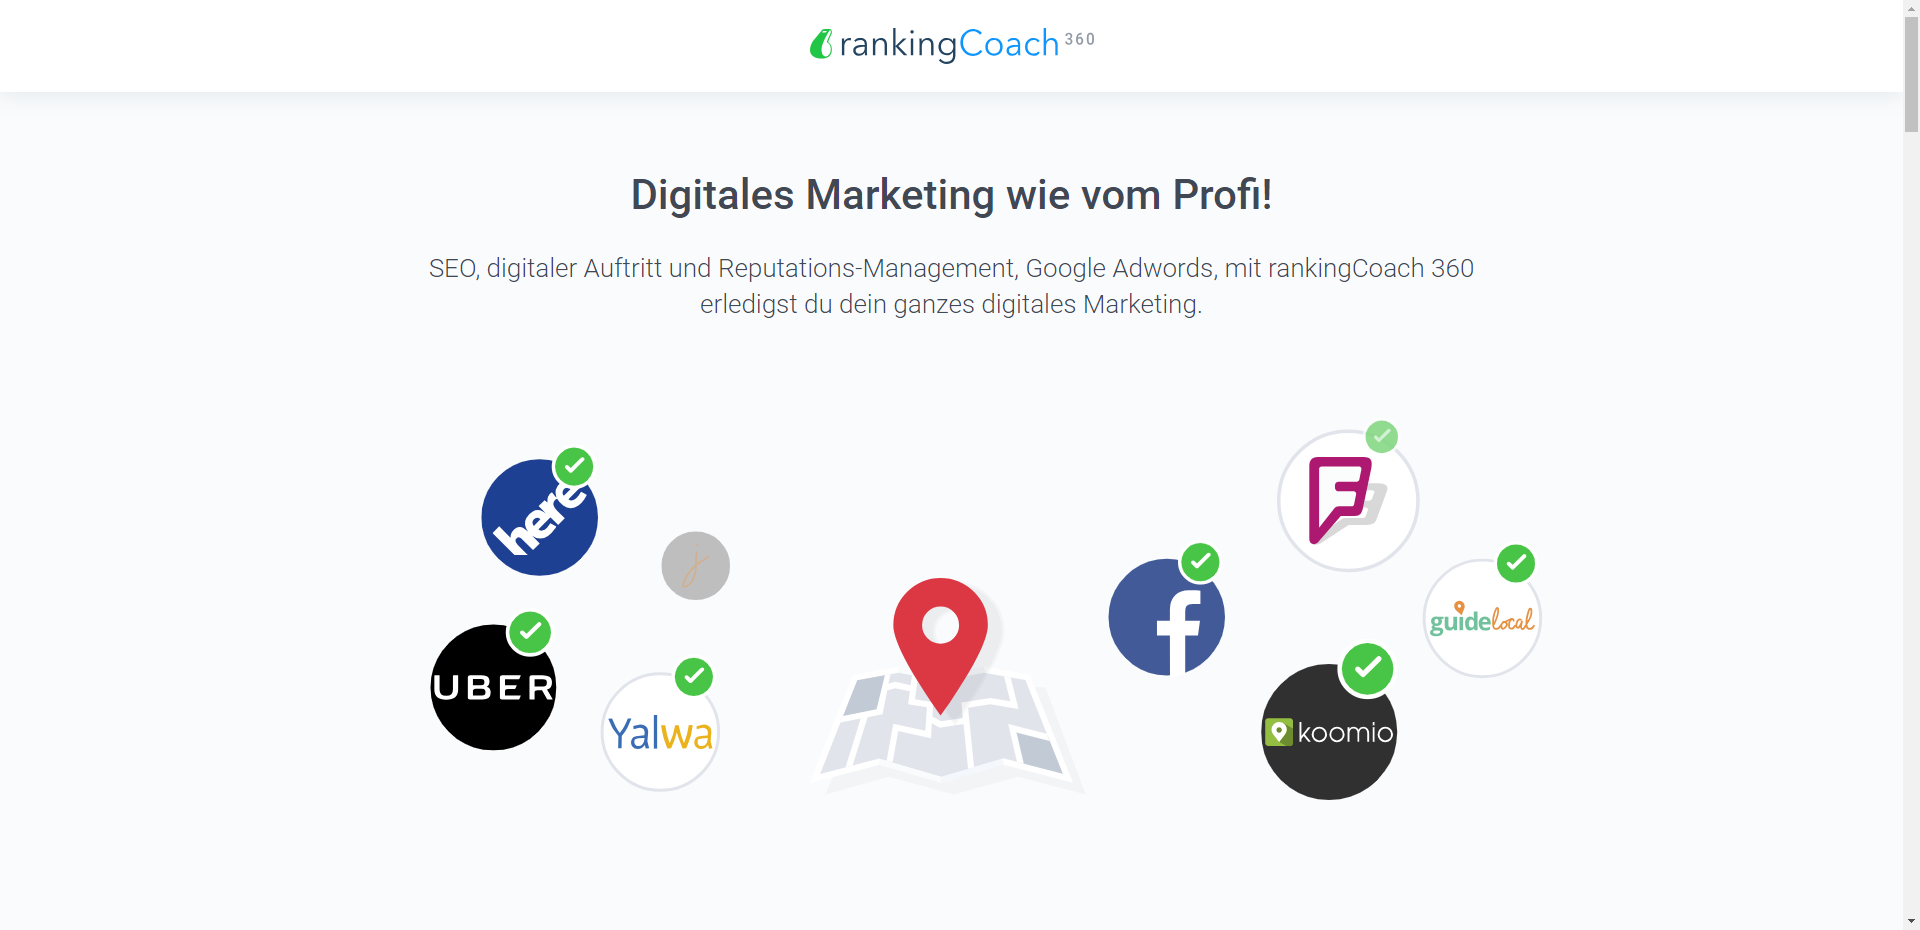 rankingCoach 360
Digitales Marketing wie vom Profi!
SEO, digitaler Auftritt und Reputations-Management, Google Adwords, mit rankingCoach 360
erledigst du dein ganzes digitales Marketing.
here
UBER
Yalwa
f
F
guidelocal
koomio